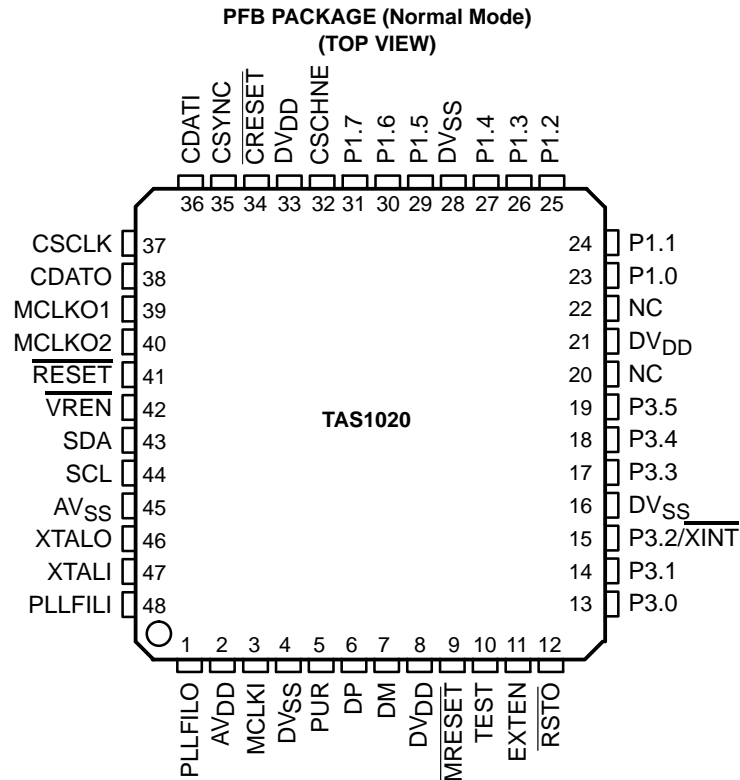 PFB PACKAGE (Normal Mode)
(TOP VIEW)
CDATI
CSYNC
CRESET
DVDD
CSCHNE
P1.7
P1.6
P1.5
DVSS
P1.4
P1.3
P1.2
36 35 34 33 32 31 30 29 28 27 26 25
CSCLK 37
CDATO 38
MCLKO1 39
MCLKO2 40
RESET 41
VREN 42
SDA 43
SCL 44
AVSS 45
XTALO 46
XTALI 47
PLLFILI 48
TAS1020
24 P1.1
23 P1.0
22 NC
21 DVDD
20 NC
19 P3.5
18 P3.4
17 P3.3
16 DVSS
15 P3.2/XINT
14 P3.1
13 P3.0
1 2 3 4 5 6 7 8 9 10 11 12
PLLFILO
AVDD
MCLKI
DVSS
PUR
DP
DM
DVDD
MRESET
TEST
EXTEN
RSTO